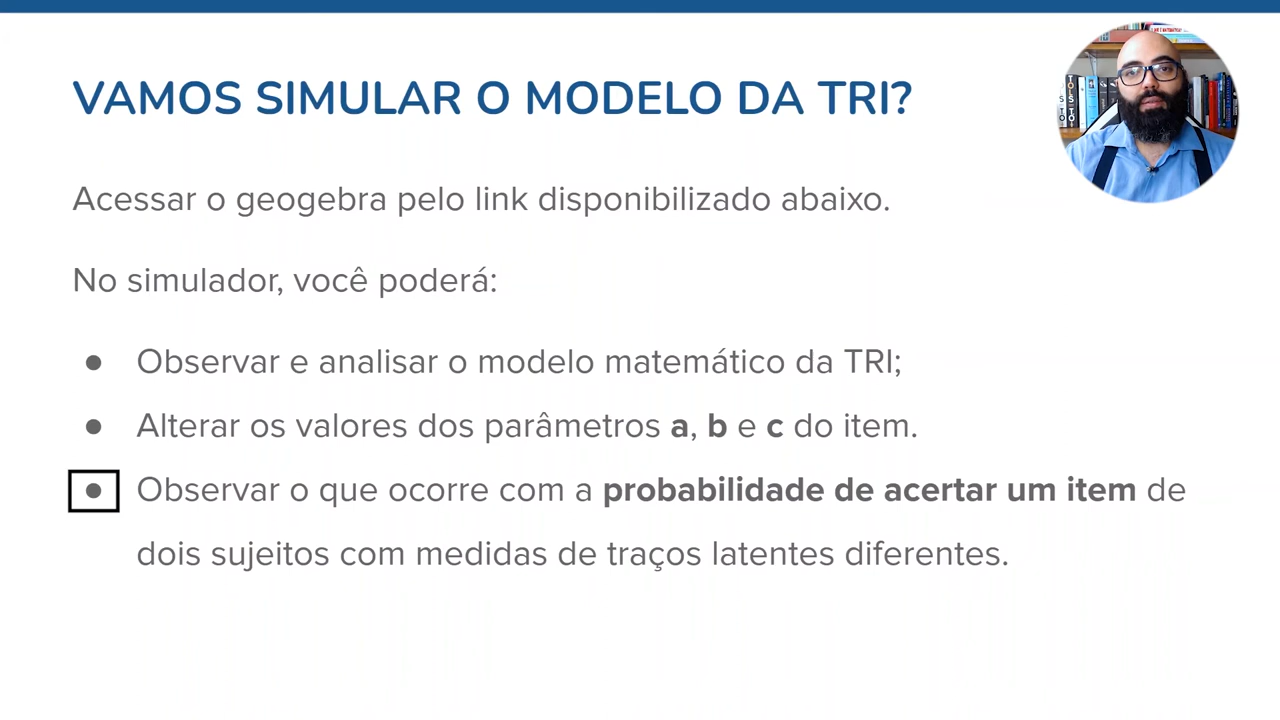 VAMOS SIMULAR O MODELO DA TRI?
Acessar o geogebra pelo link disponibilizado abaixo.
No simulador, você poderá:
● Observar e analisar o modelo matemático da TRI;
● Alterar os valores dos parâmetros a, b e c do item.
● Observar o que ocorre com a probabilidade de acertar um item de
dois sujeitos com medidas de traços latentes diferentes.